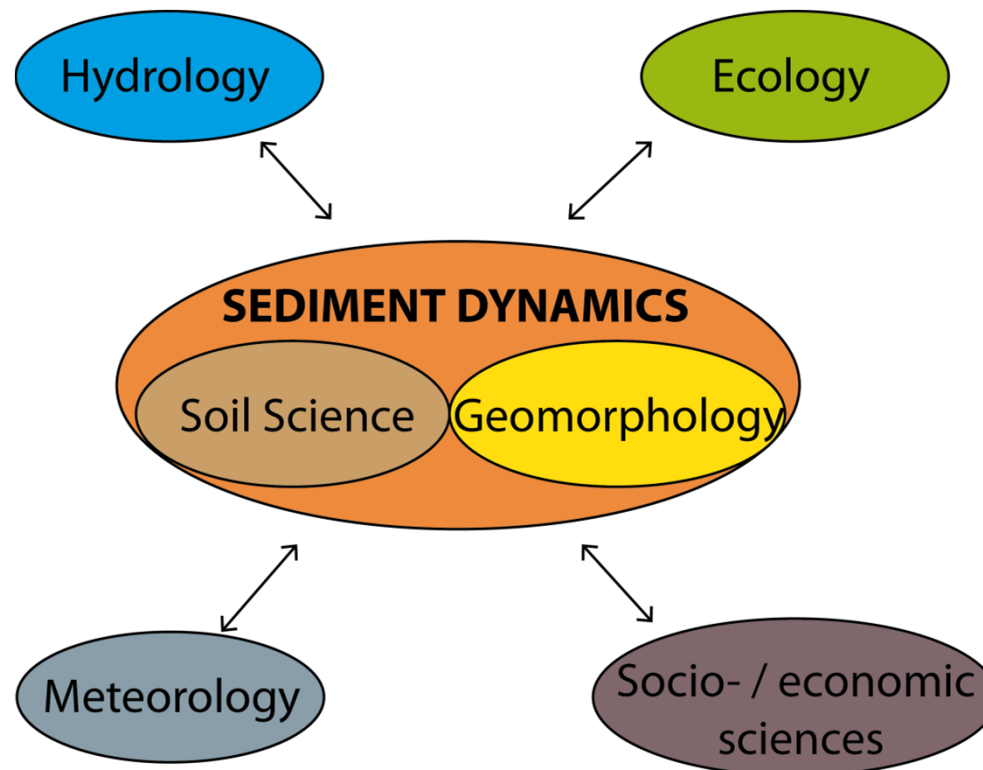 Hydrology
Ecology
SEDIMENT DYNAMICS
Soil Science
Geomorphology
Meteorology
Socio- / economic
sciences